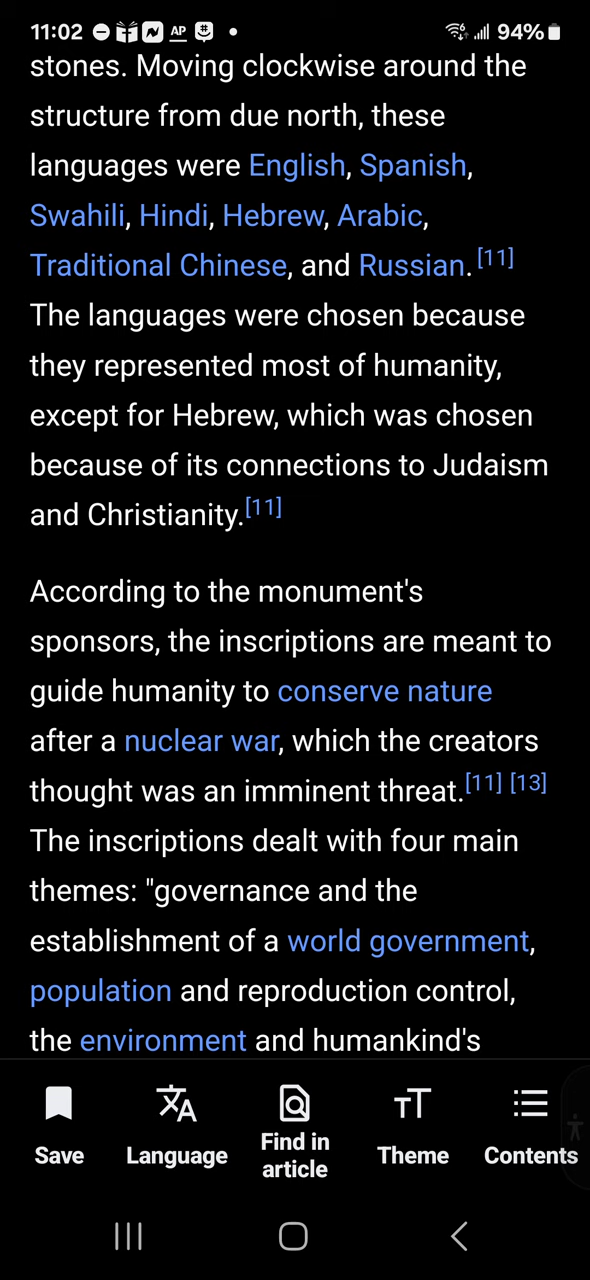 11:02 AP 94%
stones. Moving clockwise around the
structure from due north, these
languages were English, Spanish,
Swahili, Hindi, Hebrew, Arabic,
Traditional Chinese, and Russian.[11]
The languages were chosen because
they represented most of humanity,
except for Hebrew, which was chosen
because of its connections to Judaism
and Christianity.[11]
According to the monument's
sponsors, the inscriptions are meant to
guide humanity to conserve nature
after a nuclear war, which the creators
thought was an imminent threat.[11] [13]
The inscriptions dealt with four main
themes: "governance and the
establishment of a world government,
population and reproduction control,
the environment and humankind's
Save Language Find in article Theme Contents